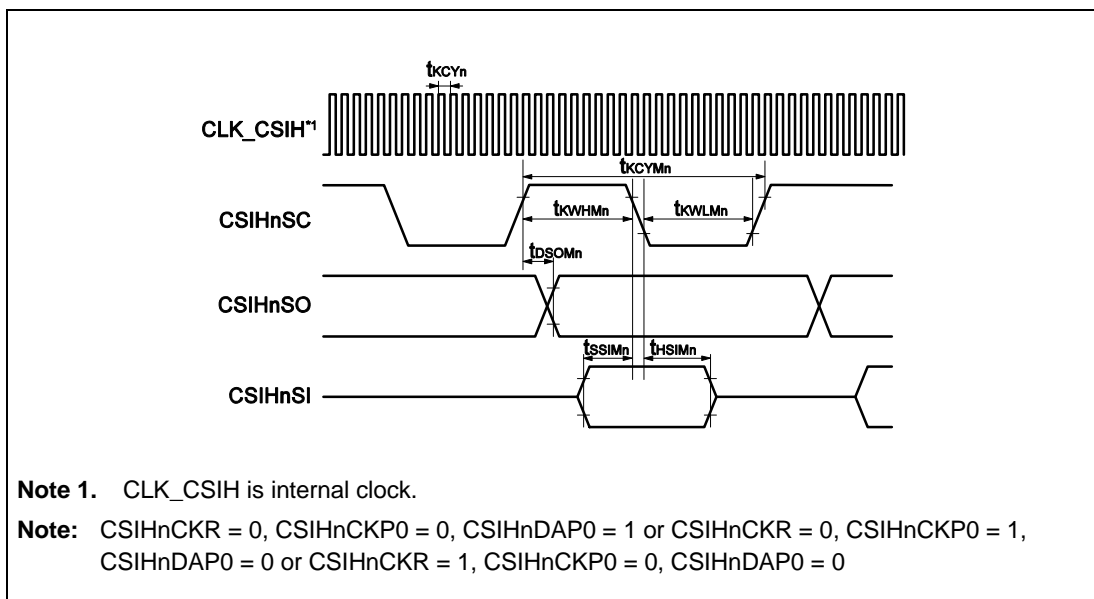 tKCYn
CLK_CSIH*1
tKCYMn
CSIHnSC
tKWHMn
tKWLMn
tDSOMn
CSIHnSO
tSSIMn
tHSIMn
CSIHnSI
Note 1. CLK_CSIH is internal clock.
Note: CSIHnCKR = 0, CSIHnCKP0 = 0, CSIHnDAP0 = 1 or CSIHnCKR = 0, CSIHnCKP0 = 1,
CSIHnDAP0 = 0 or CSIHnCKR = 1, CSIHnCKP0 = 0, CSIHnDAP0 = 0